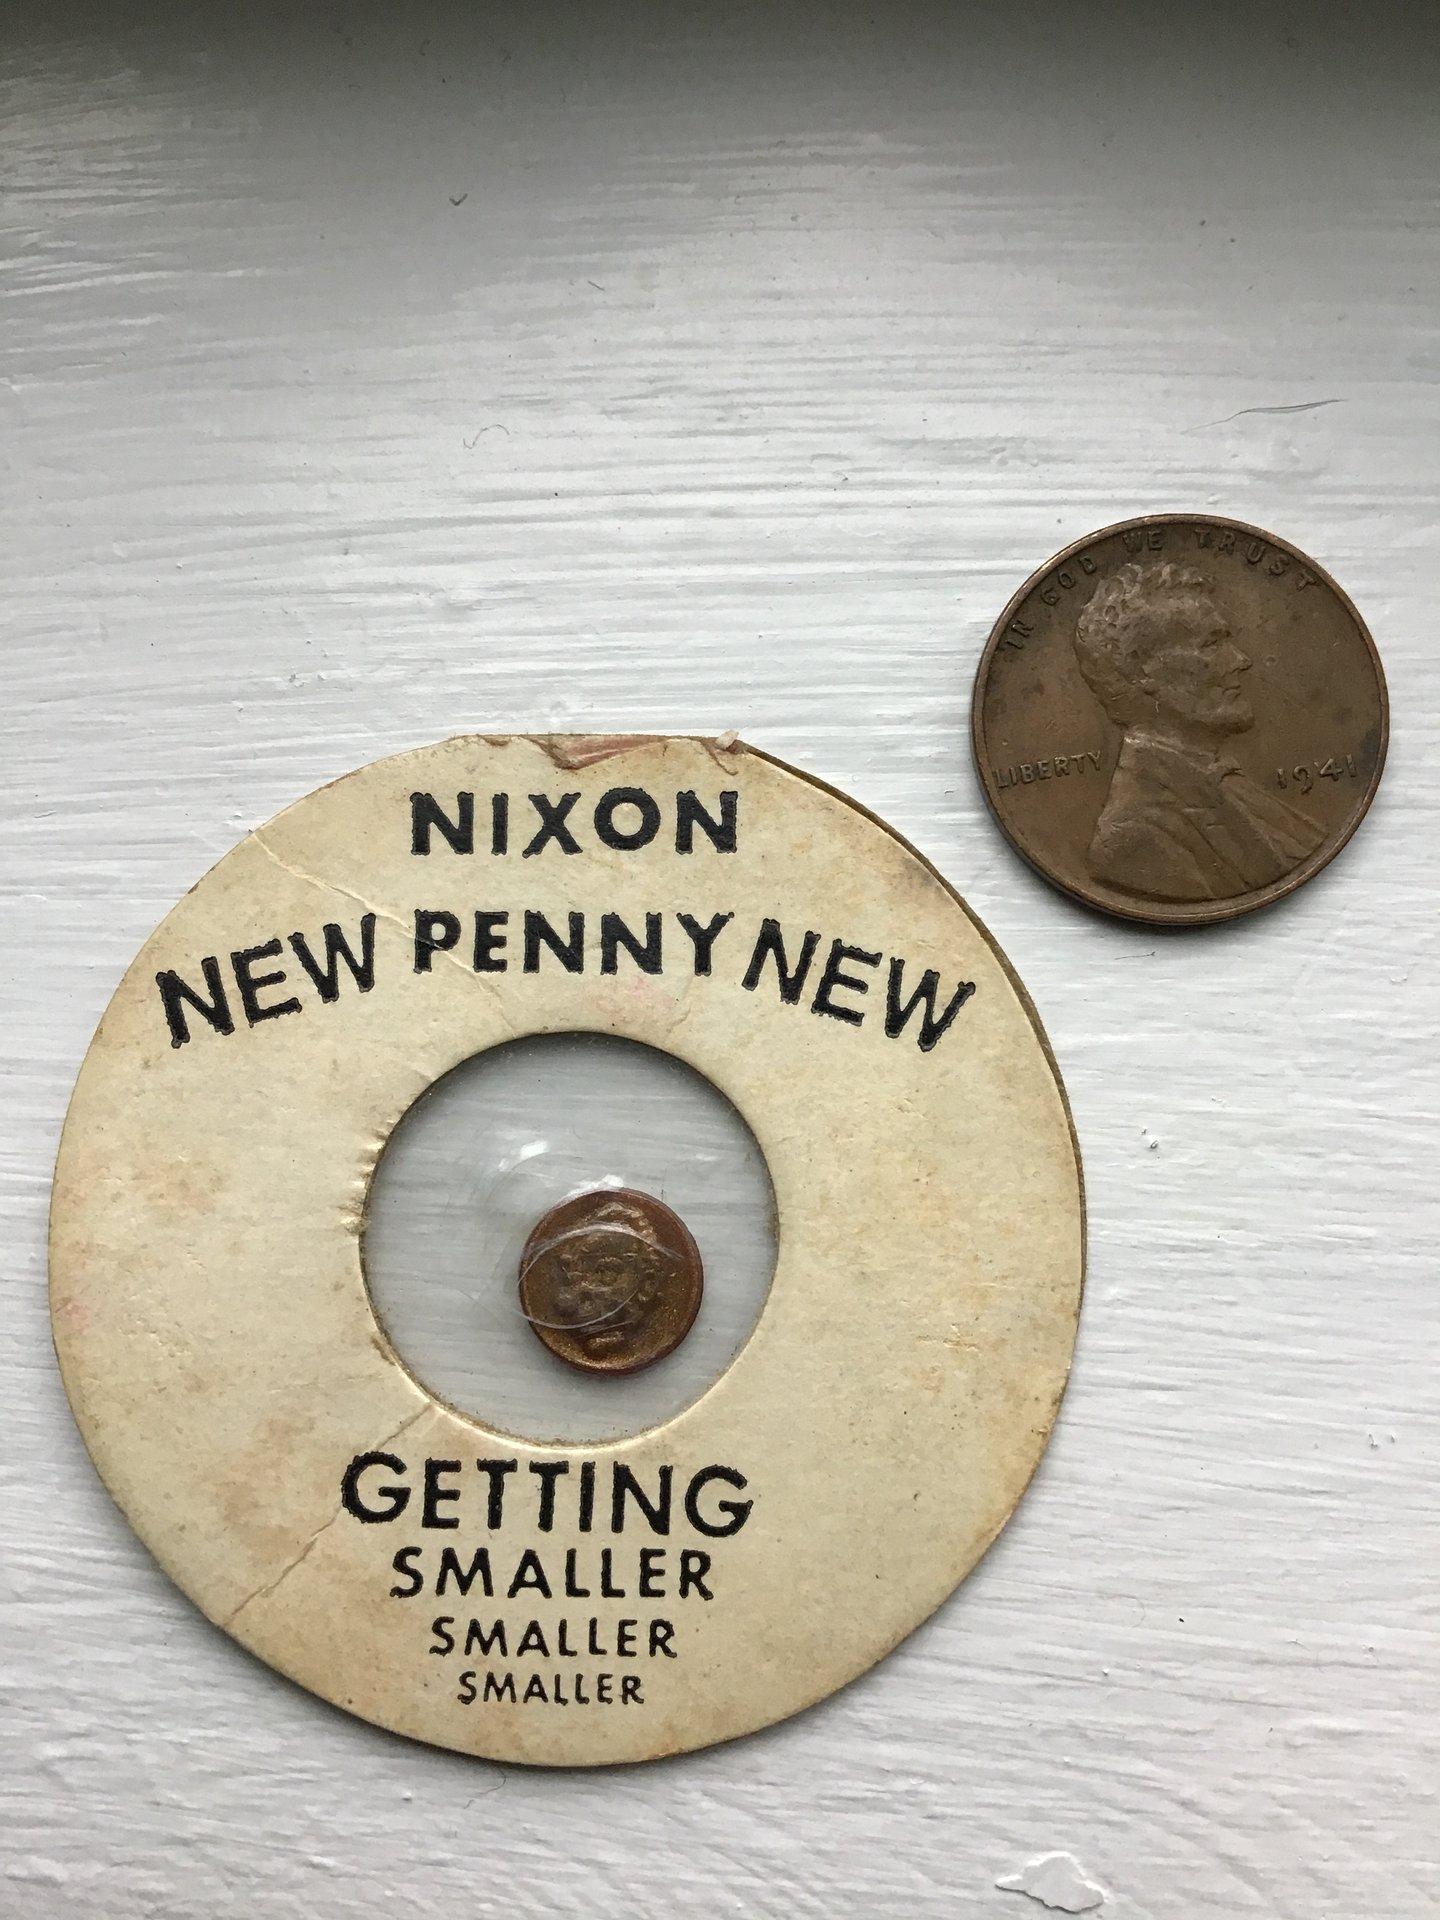 IN GOD WE TRUST
LIBERTY
1941
NIXON
NEW PENNY NEW
GETTING
SMALLER
SMALLER
SMALLER